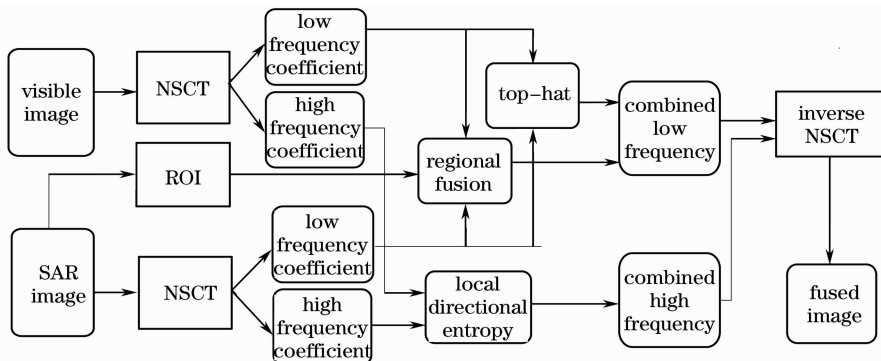 visible
image
NSCT
low
frequency
coefficient
high
frequency
coefficient
top-hat
combined
low
frequency
inverse
NSCT
ROI
regional
fusion
SAR
image
NSCT
low
frequency
coefficient
high
frequency
coefficient
local
directional
entropy
combined
high
frequency
fused
image